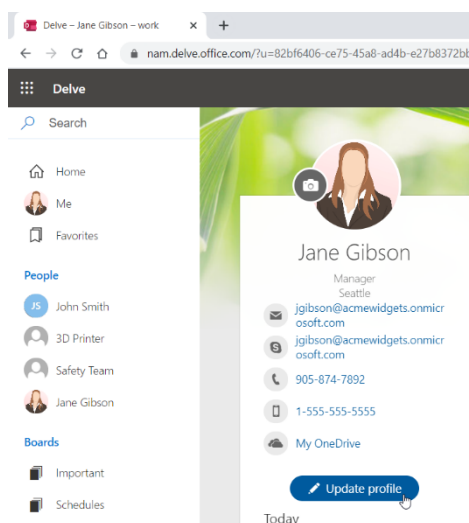 Delve – Jane Gibson – work
nam.delve.office.com/?u=82bf6406-ce75-45a8-ad4b-e27b8372bb
Delve
Search
Home
Me
Favorites
People
JS John Smith
3D Printer
Safety Team
Jane Gibson
Boards
Important
Schedules
Jane Gibson
Manager
Seattle
jgibson@acmewidgets.onmicr
osoft.com
jgibson@acmewidgets.onmicr
osoft.com
905-874-7892
1-555-555-5555
My OneDrive
Update profile
Today